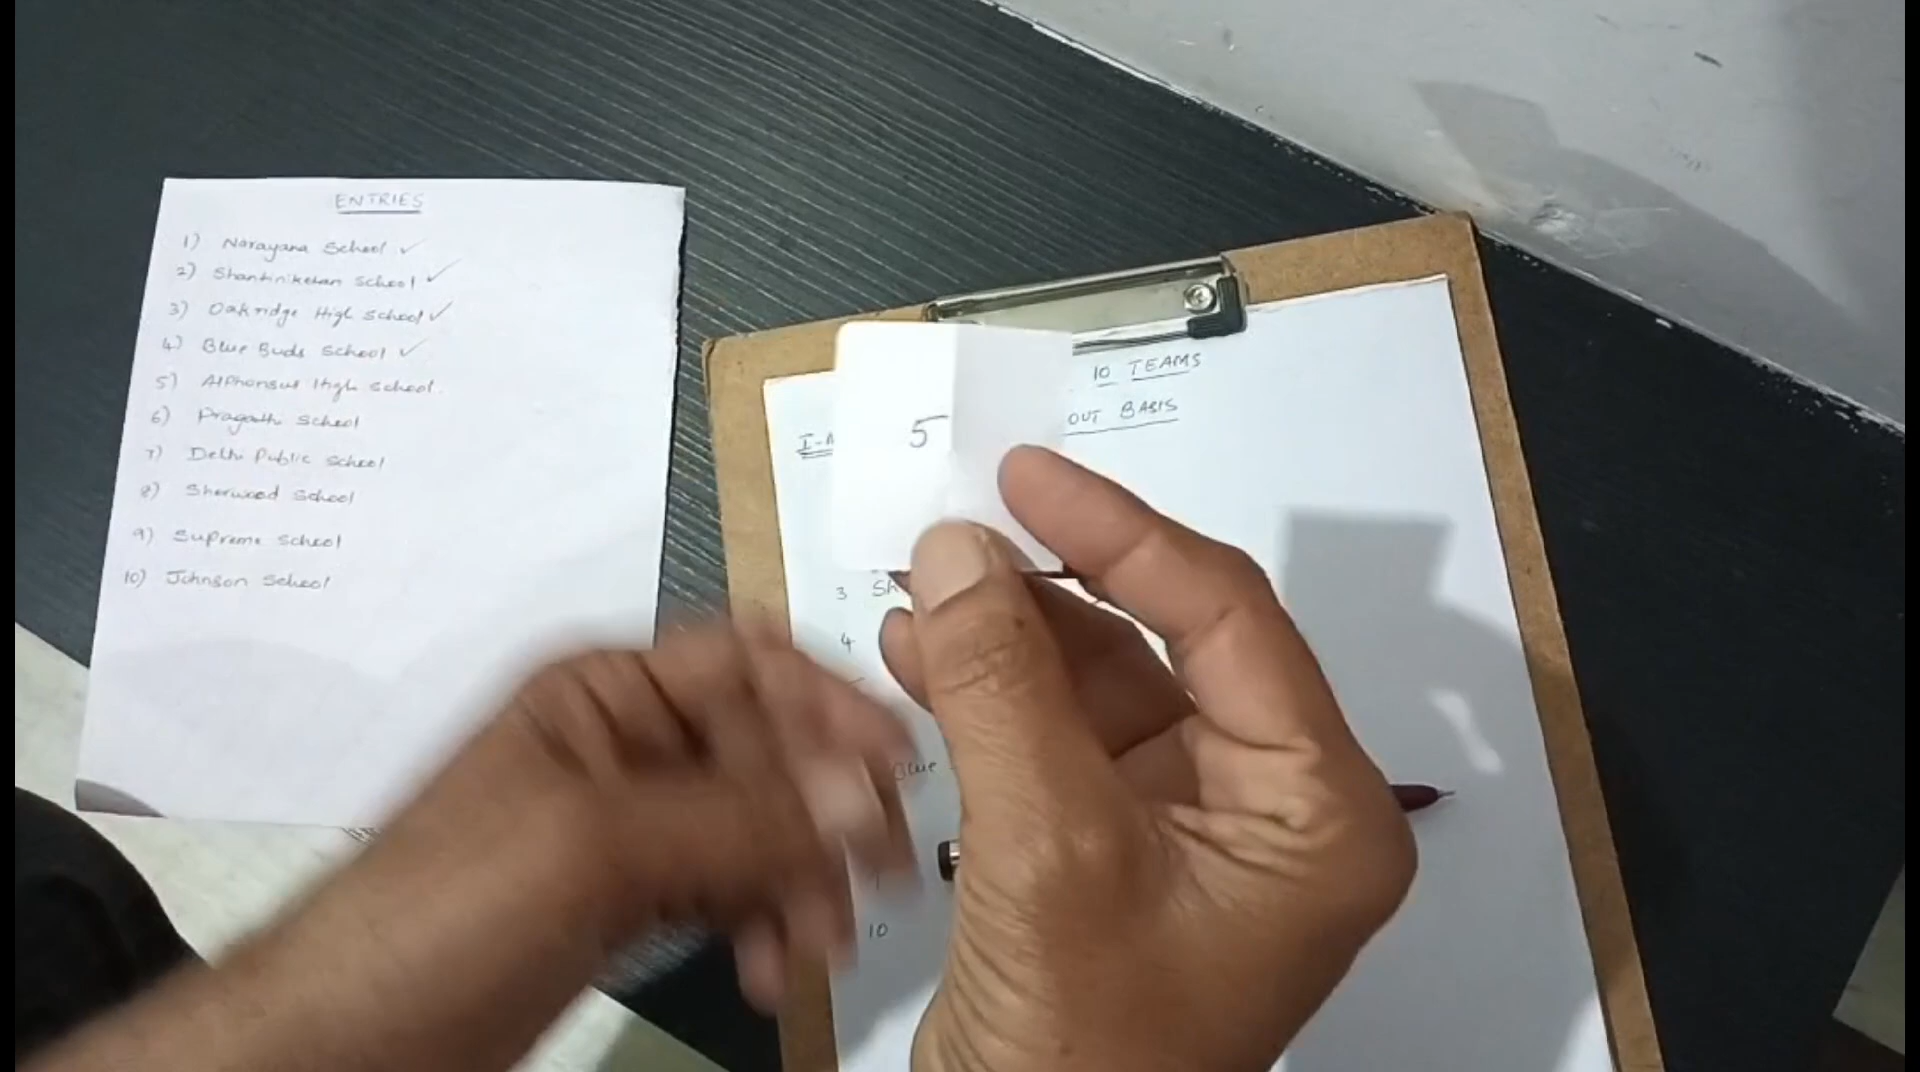 ENTRIES
1) Narayana School ✓
2) Shantiniketan School ✓
3) Oakridge High School ✓
4) Blue Buds School ✓
5) Alphonsus High School.
6) Pragathi School
7) Delhi Public School
8) Sherwood School
9) Supreme School
10) Johnson School
10 TEAMS
OUT BASIS
5
3
4
Blue
10